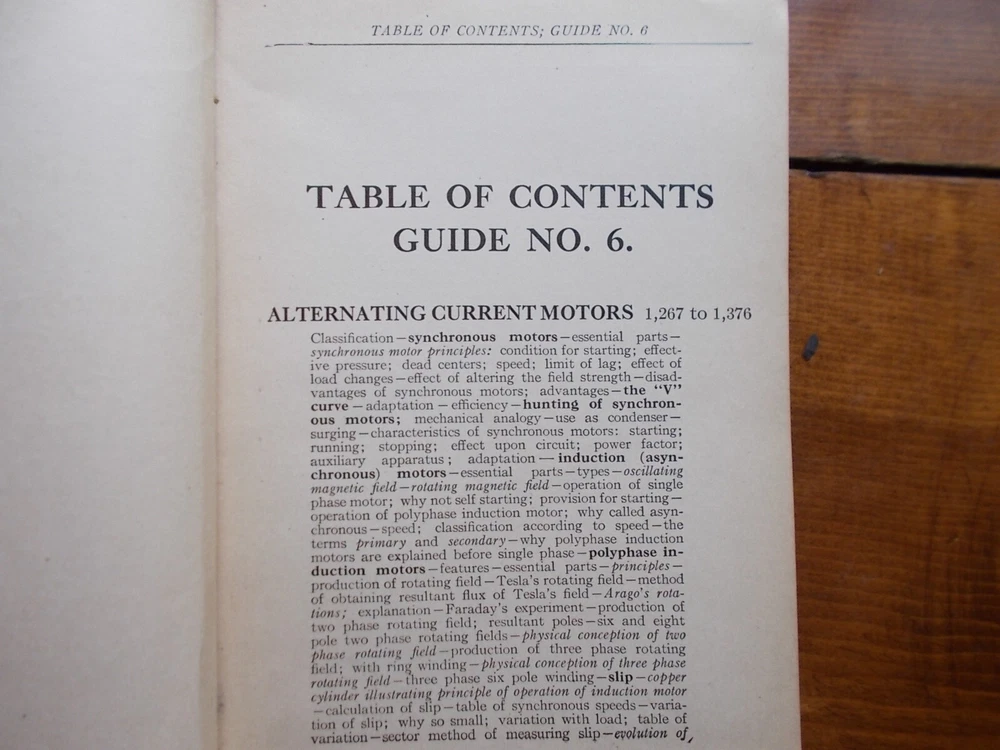 TABLE OF CONTENTS; GUIDE NO. 6
TABLE OF CONTENTS
GUIDE NO. 6.
ALTERNATING CURRENT MOTORS 1,267 to 1,376
Classification—synchronous motors—essential parts—
synchronous motor principles: condition for starting; effect-
ive pressure; dead centers; speed; limit of lag; effect of
load changes—effect of altering the field strength—disad-
vantages of synchronous motors; advantages—the "V"
curve—adaptation—efficiency—hunting of synchron-
ous motors; mechanical analogy—use as condenser—
surging—characteristics of synchronous motors: starting;
running; stopping; effect upon circuit; power factor;
auxiliary apparatus; adaptation—induction (asyn-
chronous) motors—essential parts—types—oscillating
magnetic field—rotating magnetic field—operation of single
phase motor; why not self starting; provision for starting—
operation of polyphase induction motor; why called asyn-
chronous—speed; classification according to speed—the
terms primary and secondary—why polyphase induction
motors are explained before single phase—polyphase in-
duction motors—features—essential parts—principles—
production of rotating field—Tesla's rotating field—method
of obtaining resultant flux of Tesla's field—Arago's rota-
tions; explanation—Faraday's experiment—production of
two phase rotating field; resultant poles—six and eight
pole two phase rotating fields—physical conception of two
phase rotating field—production of three phase rotating
field; with ring winding—physical conception of three phase
rotating field—three phase six pole winding—slip—copper
cylinder illustrating principle of operation of induction motor
—calculation of slip—table of synchronous speeds—varia-
tion of slip; why so small; variation with load; table of
variation—sector method of measuring slip—evolution of